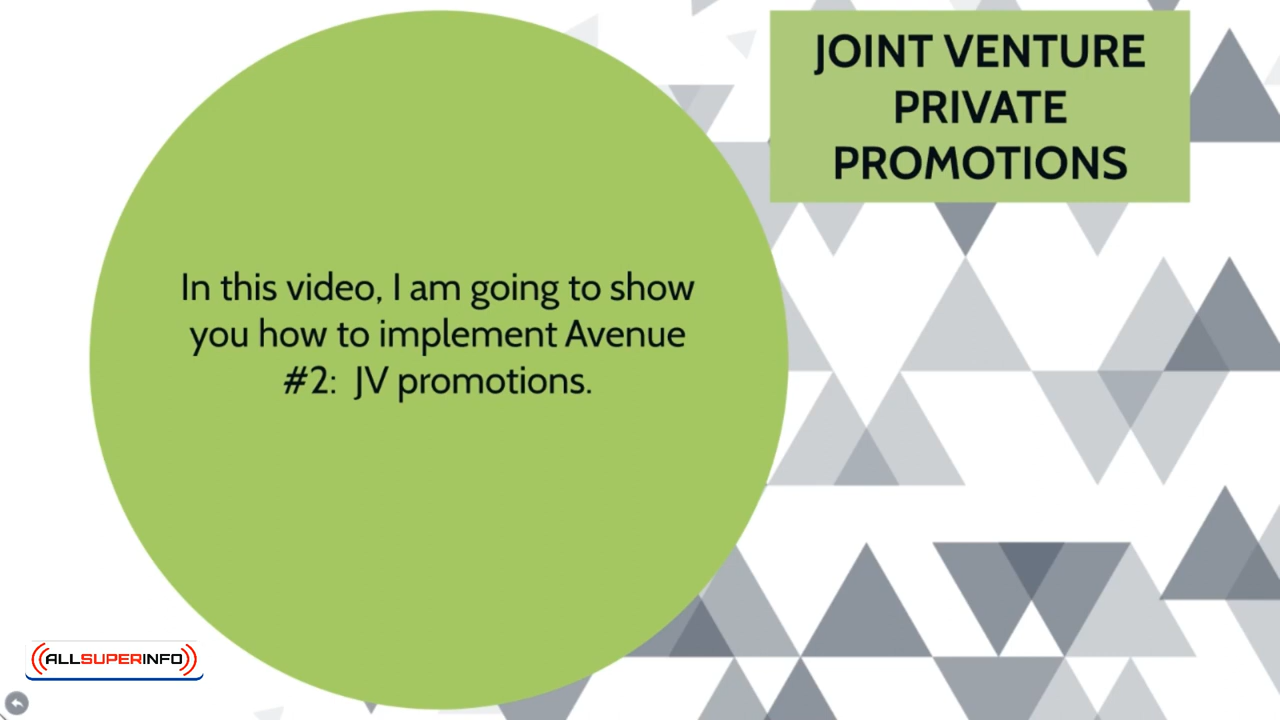 JOINT VENTURE
PRIVATE
PROMOTIONS
In this video, I am going to show
you how to implement Avenue
#2: JV promotions.
ALLSUPERINFO